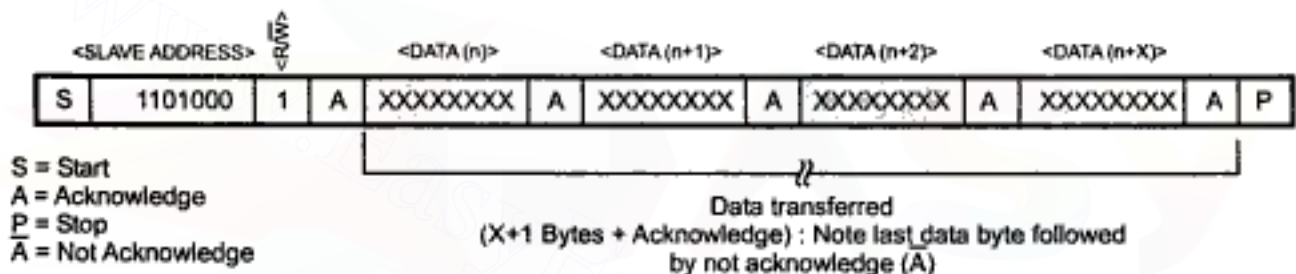 <SLAVE ADDRESS> <R/W̅> <DATA (n)> <DATA (n+1)> <DATA (n+2)> <DATA (n+X)>
S 1101000 1 A XXXXXXXX A XXXXXXXX A XXXXXXXX A XXXXXXXX A P
S = Start
A = Acknowledge
P = Stop
A̅ = Not Acknowledge
Data transferred
(X+1 Bytes + Acknowledge) : Note last data byte followed
by not acknowledge (A̅)